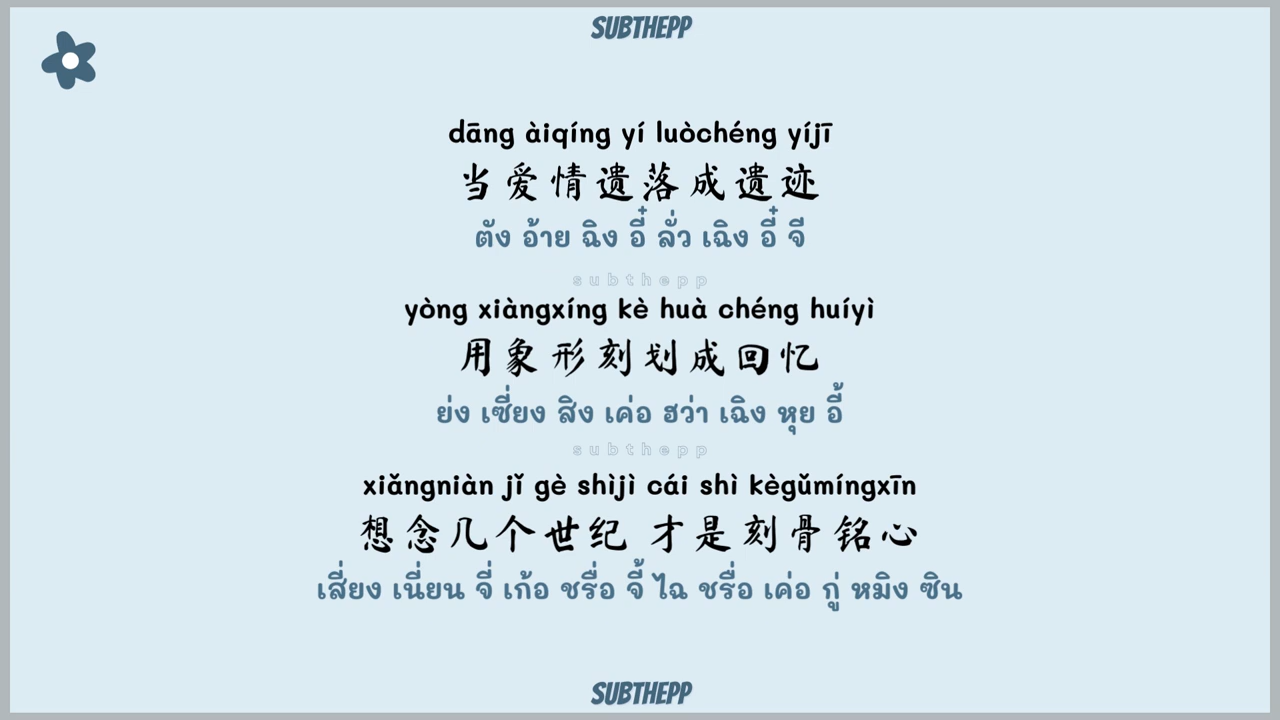 SUBTHEPP
dāng àiqíng yí luòchéng yíjī
当爱情遗落成遗迹
ตัง อ้าย ฉิง อี๋ ลั่ว เฉิง อี๋ จี
subthepp
yòng xiàngxíng kè huà chéng huíyì
用象形刻划成回忆
ย่ง เซี่ยง สิง เค่อ ฮว่า เฉิง หุย อี้
subthepp
xiǎngniàn jǐ gè shìjì cái shì kègǔmíngxīn
想念几个世纪 才是刻骨铭心
เสี่ยง เนี่ยน จี่ เก้อ ชรื่อ จี้ ไฉ ชรื่อ เค่อ กู่ หมิง ซิน
SUBTHEPP